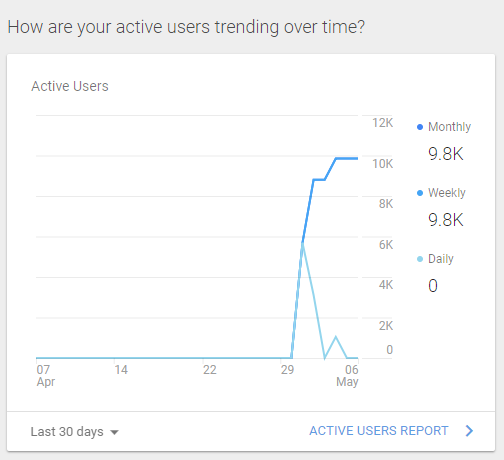 How are your active users trending over time?
Active Users
12K
10K
8K
6K
4K
2K
0
07 14 22 29 06
Apr May
Monthly
9.8K
Weekly
9.8K
Daily
0
Last 30 days
ACTIVE USERS REPORT